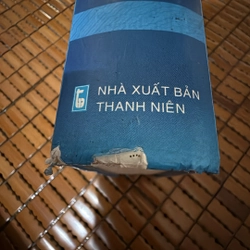 NHÀ XUẤT BẢN
THANH NIÊN